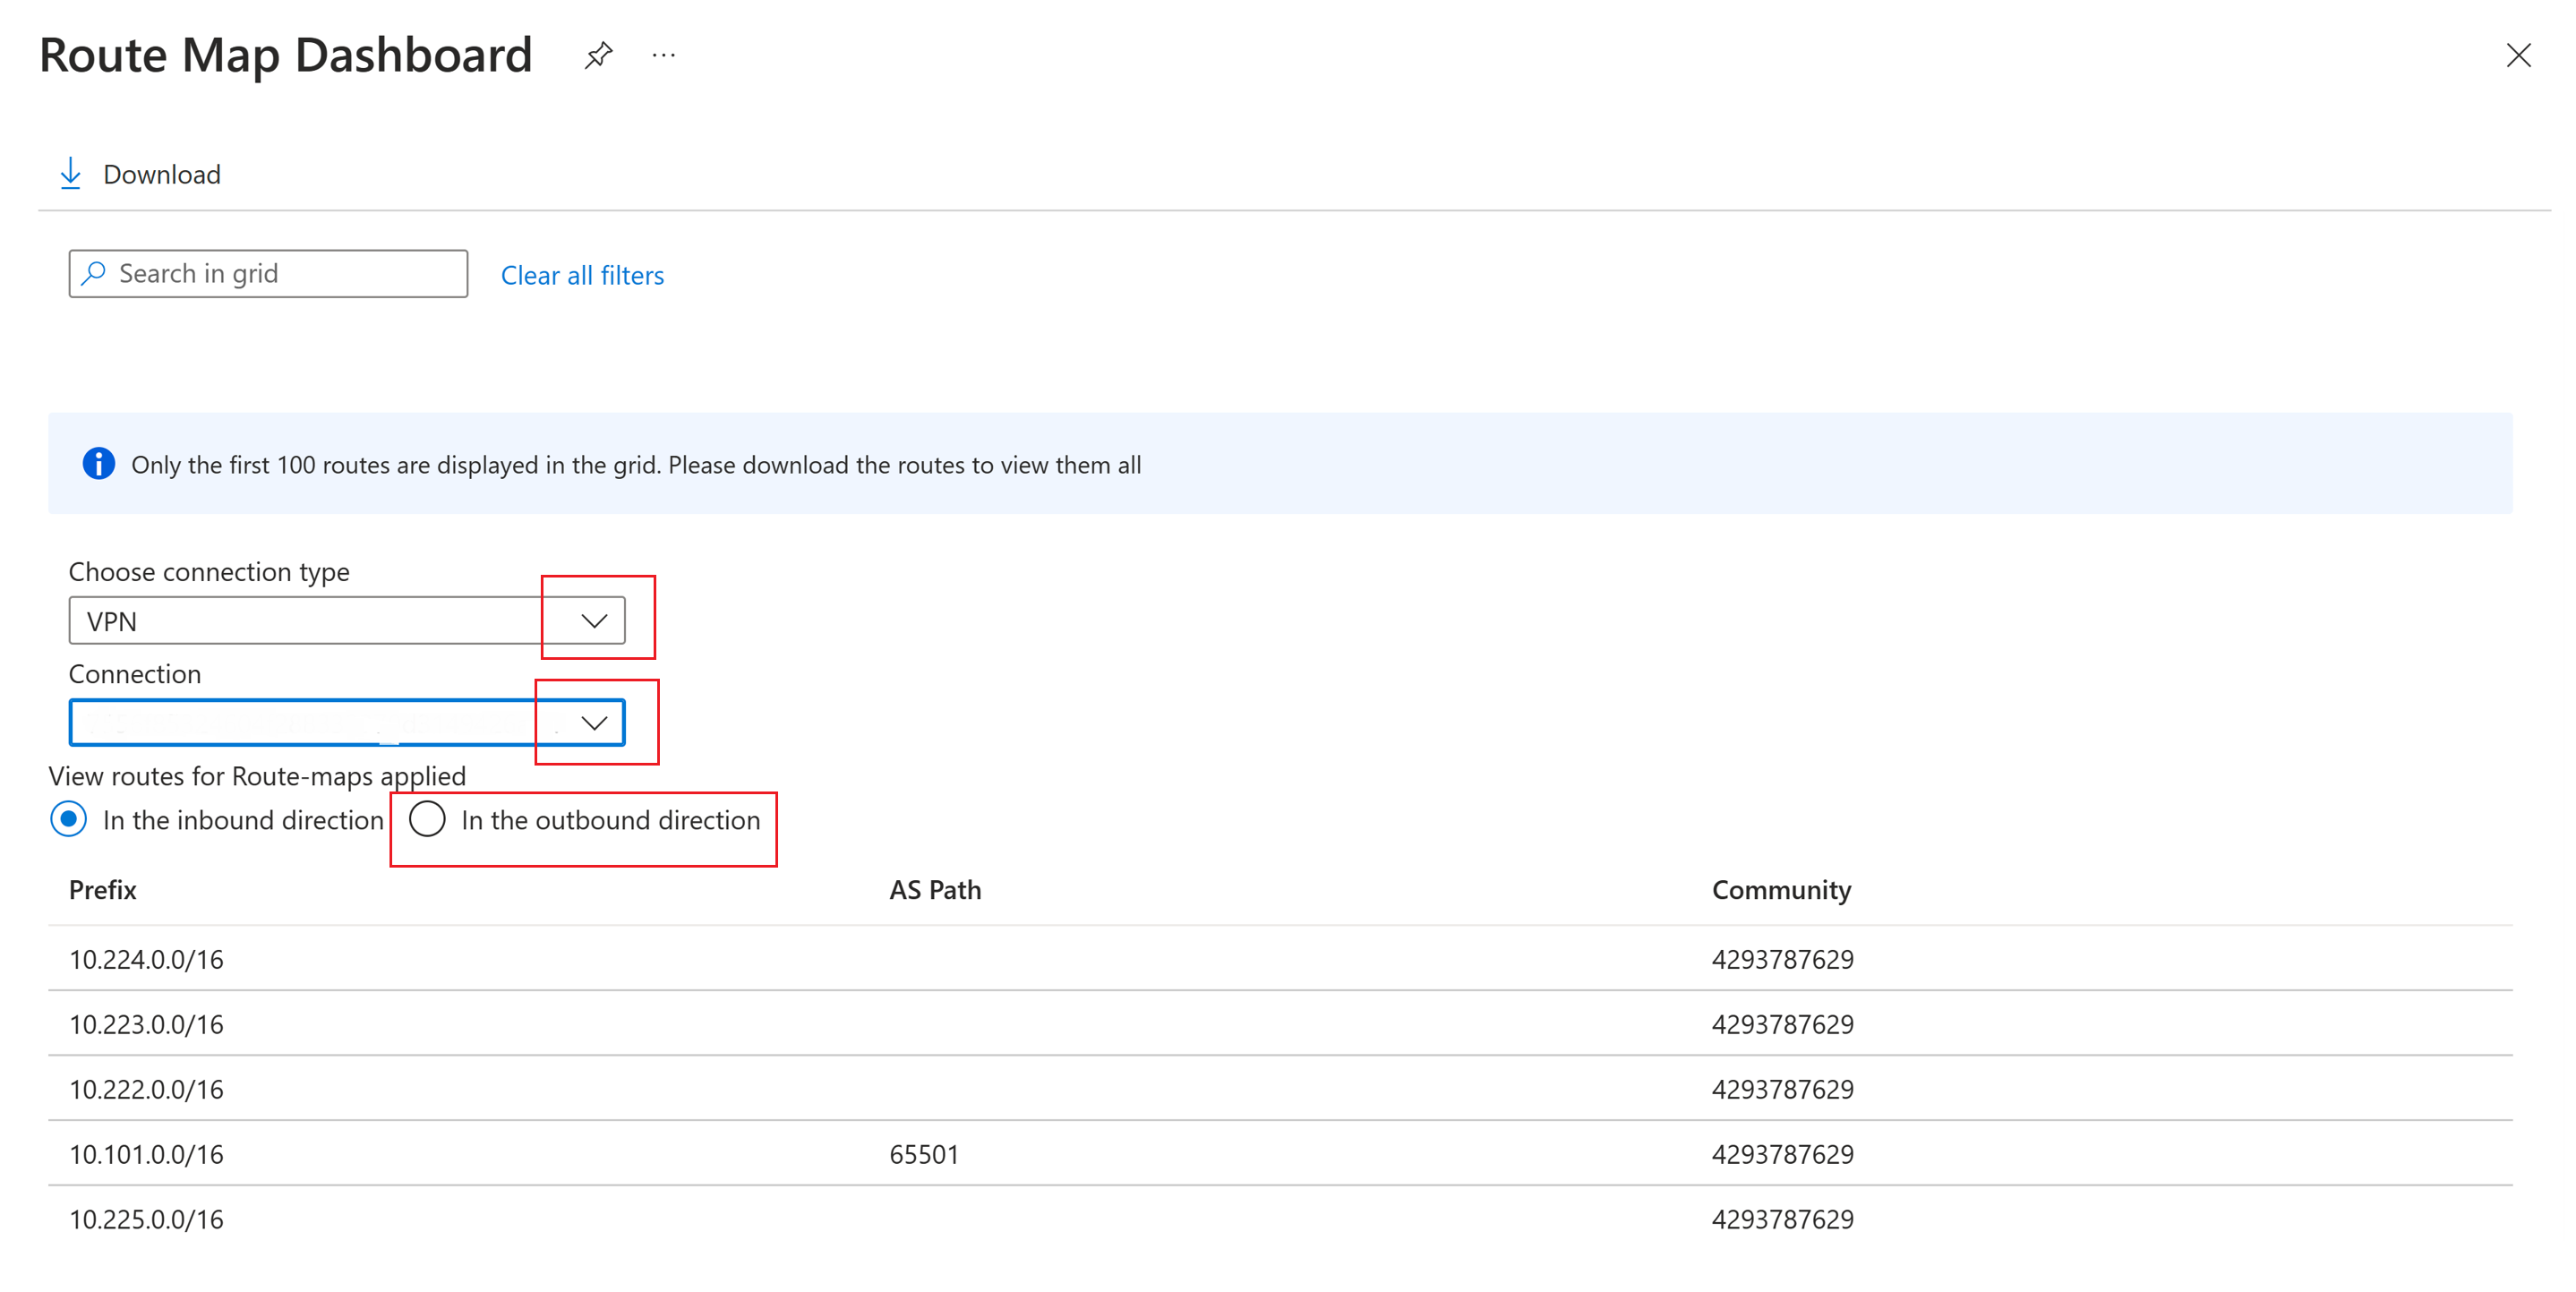 Route Map Dashboard
Download
Search in grid Clear all filters
Only the first 100 routes are displayed in the grid. Please download the routes to view them all
Choose connection type
VPN
Connection
View routes for Route-maps applied
In the inbound direction In the outbound direction
Prefix AS Path Community
10.224.0.0/16 4293787629
10.223.0.0/16 4293787629
10.222.0.0/16 4293787629
10.101.0.0/16 65501 4293787629
10.225.0.0/16 4293787629